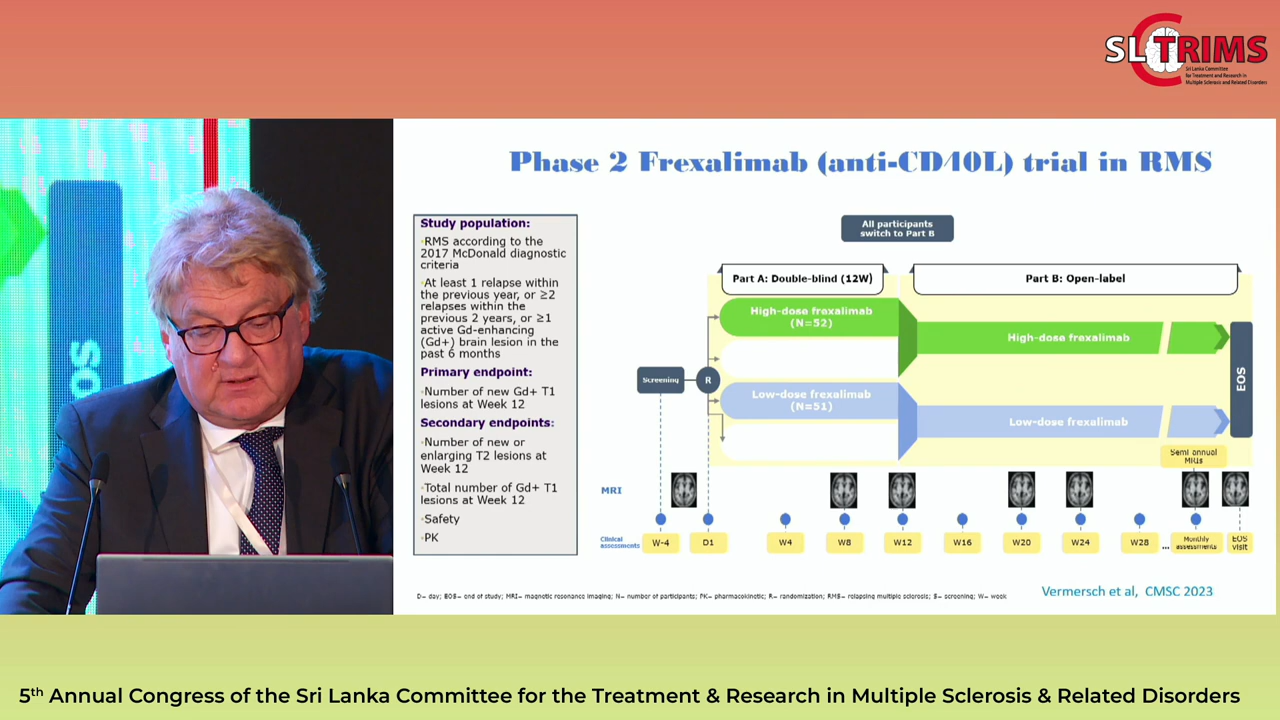 SLCTRIMS
Sri Lanka Committee
for Treatment and Research in
Multiple Sclerosis and Related Disorders
Phase 2 Frexalimab (anti-CD40L) trial in RMS
Study population:
RMS according to the
2017 McDonald diagnostic
criteria
At least 1 relapse within
the previous year, or ≥2
relapses within the
previous 2 years, or ≥1
active Gd-enhancing
(Gd+) brain lesion in the
past 6 months
Primary endpoint:
Number of new Gd+ T1
lesions at Week 12
Secondary endpoints:
Number of new or
enlarging T2 lesions at
Week 12
Total number of Gd+ T1
lesions at Week 12
Safety
PK
All participants
switch to Part B
Part A: Double-blind (12W)
Part B: Open-label
High-dose frexalimab
(N=52)
High-dose frexalimab
Screening
R
Low-dose frexalimab
(N=51)
Low-dose frexalimab
EOS
Semi annual
MRIs
MRI
Clinical
assessments
W-4
D1
W4
W8
W12
W16
W20
W24
W28
...
Monthly
assessments
EOS
visit
D= day; EOS= end of study; MRI= magnetic resonance imaging; N= number of participants; PK= pharmacokinetic; R= randomization; RMS= relapsing multiple sclerosis; S= screening; W= week
Vermersch et al, CMSC 2023
OS
5th Annual Congress of the Sri Lanka Committee for the Treatment & Research in Multiple Sclerosis & Related Disorders